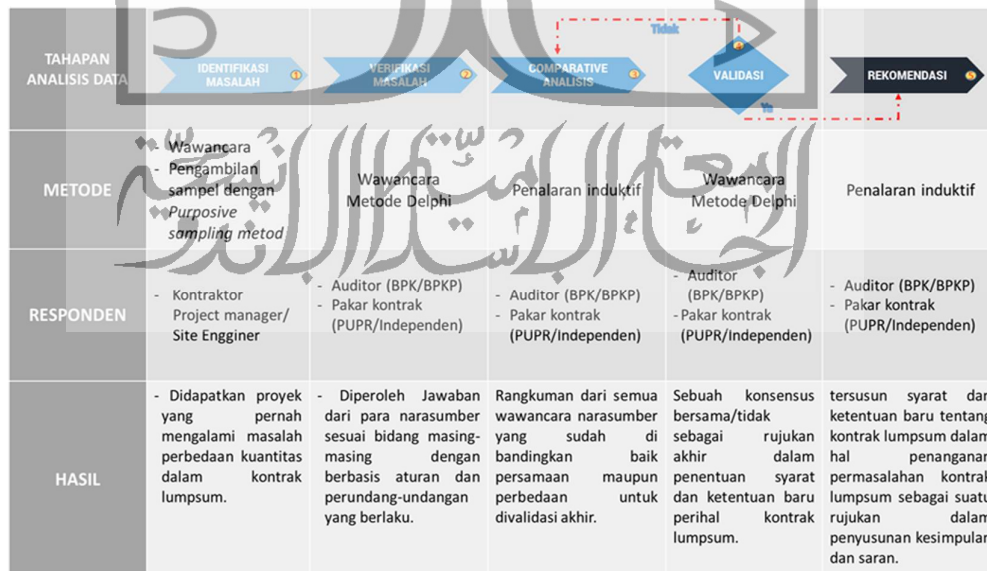 Tidak
TAHAPAN
ANALISIS DATA
IDENTIFIKASI
MASALAH
1
VERIFIKASI
MASALAH
2
COMPARATIVE
ANALYSIS
3
VALIDASI
4
REKOMENDASI
5
Ya
METODE
- Wawancara
- Pengambilan
sampel dengan
Purposive
sampling metod
Wawancara
Metode Delphi
Penalaran induktif
Wawancara
Metode Delphi
Penalaran induktif
RESPONDEN
- Kontraktor
Project manager/
Site Engginer
- Auditor (BPK/BPKP)
- Pakar kontrak
(PUPR/Independen)
- Auditor (BPK/BPKP)
- Pakar kontrak
(PUPR/Independen)
- Auditor
(BPK/BPKP)
- Pakar kontrak
(PUPR/Independen)
- Auditor (BPK/BPKP)
- Pakar kontrak
(PUPR/Independen)
HASIL
- Didapatkan proyek
yang pernah
mengalami masalah
perbedaan kuantitas
dalam kontrak
lumpsum.
- Diperoleh Jawaban
dari para narasumber
sesuai bidang masing-
masing dengan
berbasis aturan dan
perundang-undangan
yang berlaku.
Rangkuman dari semua
wawancara narasumber
yang sudah di
bandingkan baik
persamaan maupun
perbedaan untuk
divalidasi akhir.
Sebuah konsensus
bersama/tidak
sebagai rujukan
akhir dalam
penentuan syarat
dan ketentuan baru
perihal kontrak
lumpsum.
tersusun syarat dan
ketentuan baru tentang
kontrak lumpsum dalam
hal penanganan
permasalahan kontrak
lumpsum sebagai suatu
rujukan dalam
penyusunan kesimpulan
dan saran.